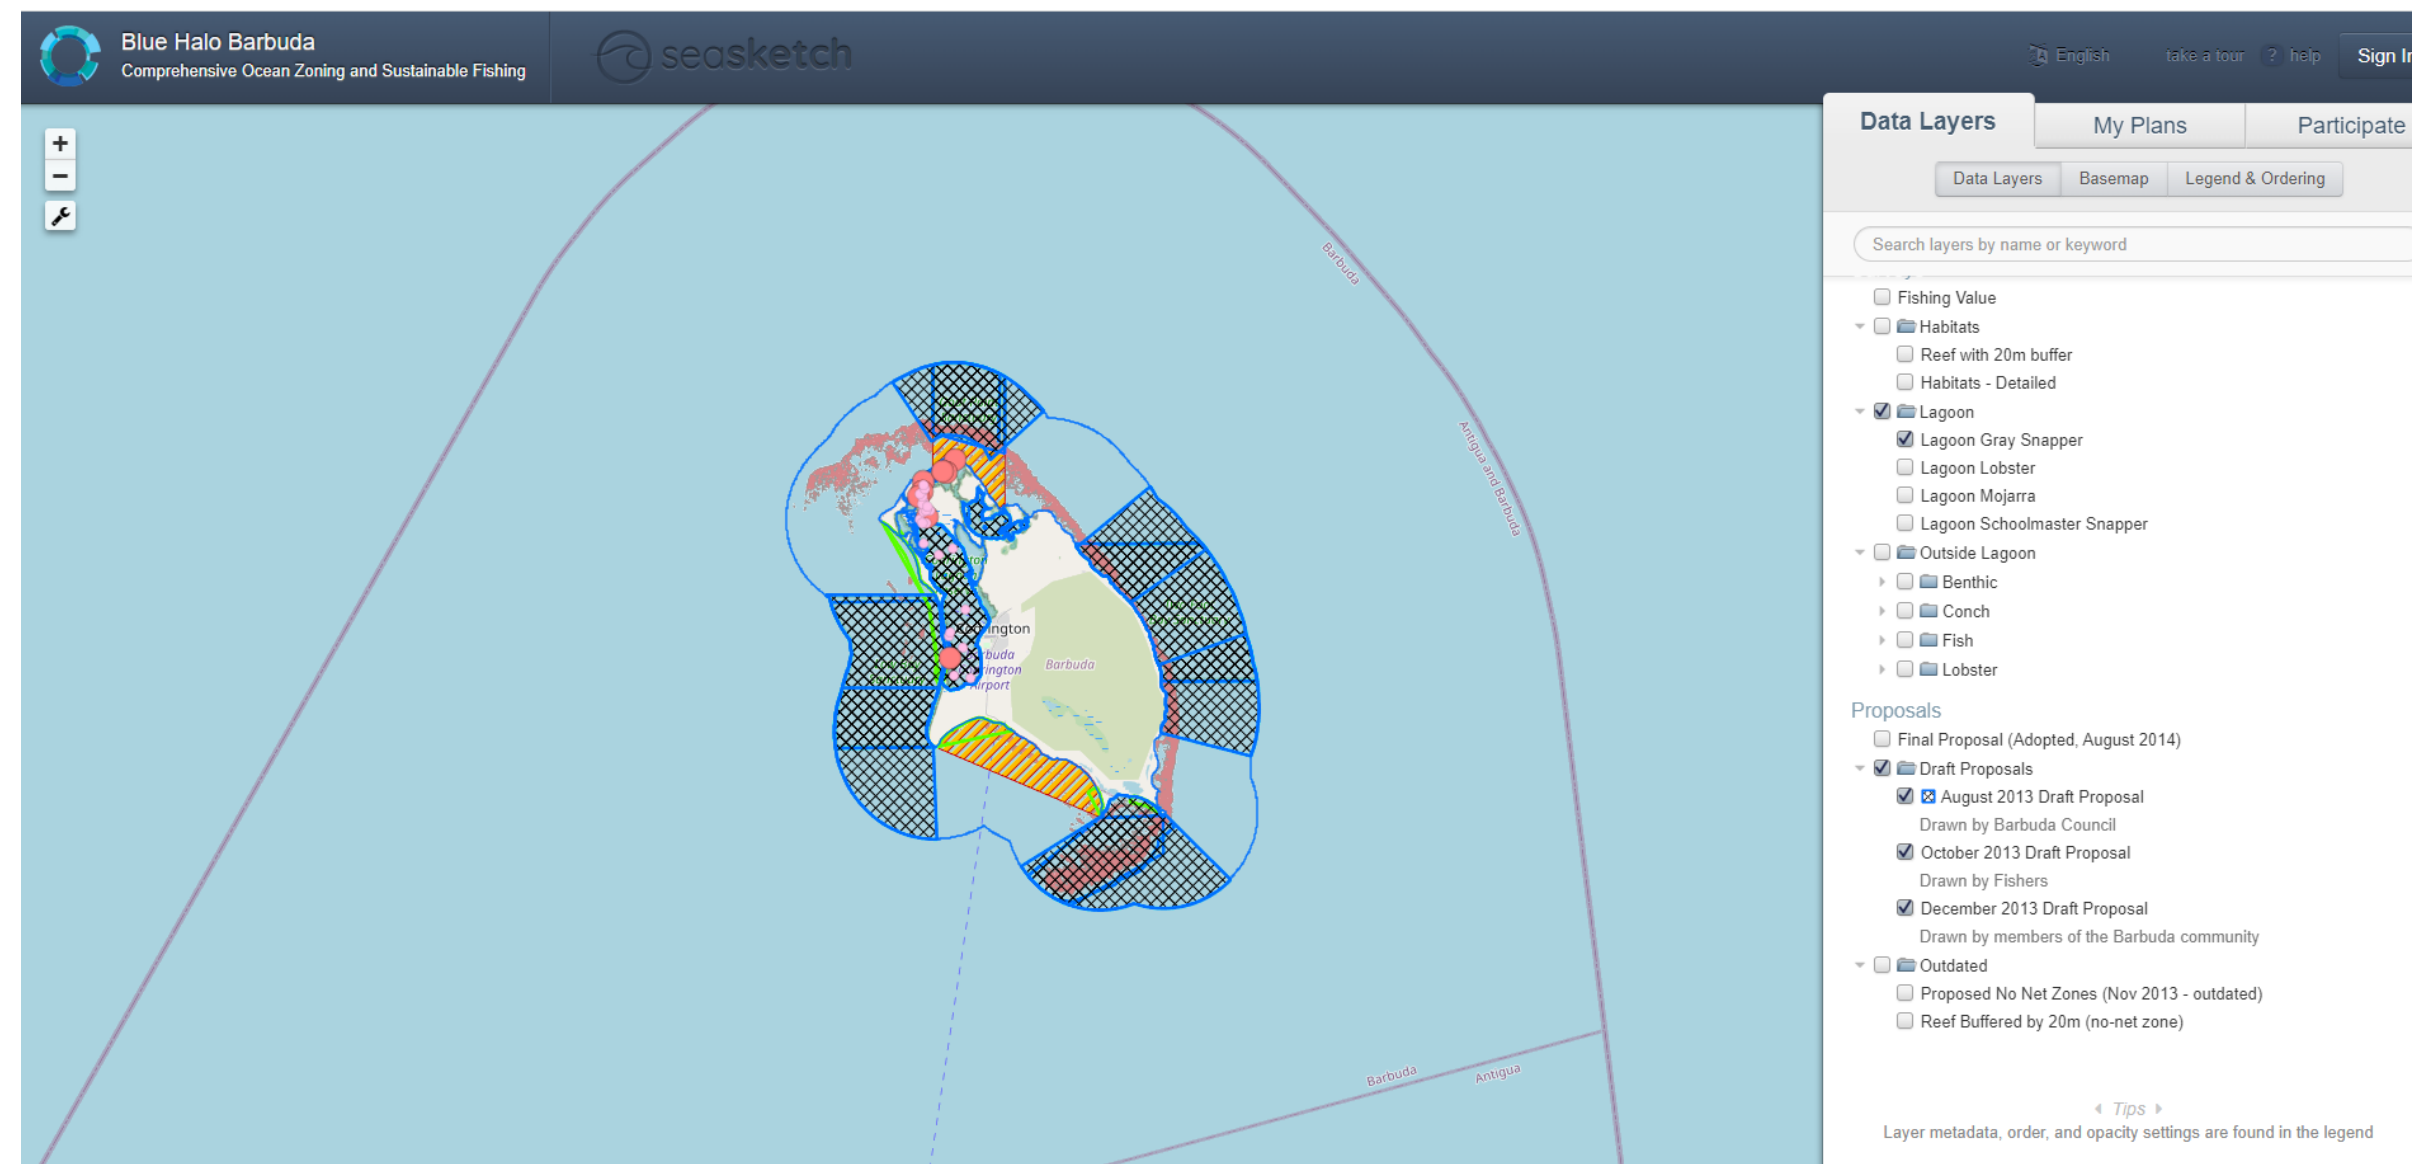 Blue Halo Barbuda
Comprehensive Ocean Zoning and Sustainable Fishing
seasketch
English
take a tour
? help
Sign In
+
−
Data Layers
My Plans
Participate
Data Layers
Basemap
Legend & Ordering
Search layers by name or keyword
Fishing Value
Habitats
Reef with 20m buffer
Habitats - Detailed
Lagoon
Lagoon Gray Snapper
Lagoon Lobster
Lagoon Mojarra
Lagoon Schoolmaster Snapper
Outside Lagoon
Benthic
Conch
Fish
Lobster
Proposals
Final Proposal (Adopted, August 2014)
Draft Proposals
August 2013 Draft Proposal
Drawn by Barbuda Council
October 2013 Draft Proposal
Drawn by Fishers
December 2013 Draft Proposal
Drawn by members of the Barbuda community
Outdated
Proposed No Net Zones (Nov 2013 - outdated)
Reef Buffered by 20m (no-net zone)
Tips
Layer metadata, order, and opacity settings are found in the legend
Barbuda
Antigua and Barbuda
Barbuda
Airport
Barbuda
Antigua